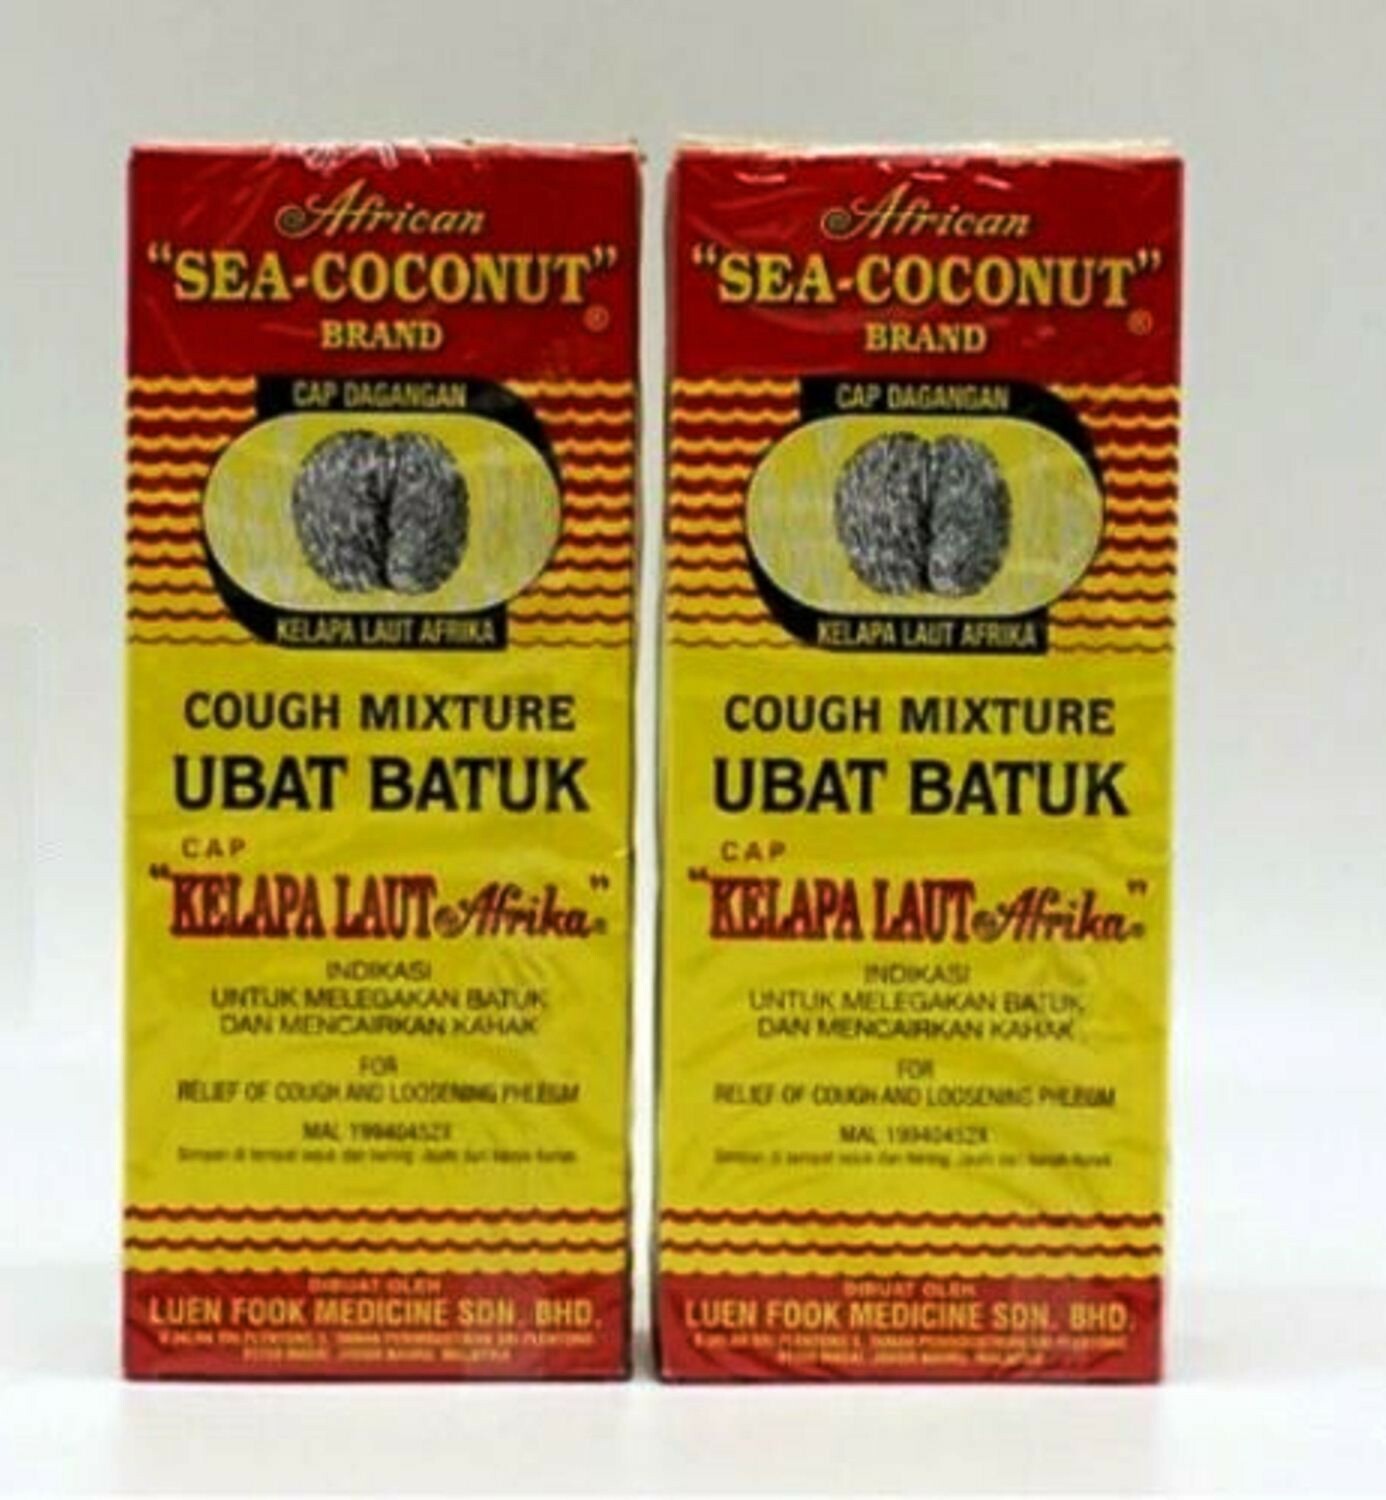 African
"SEA-COCONUT"
®
BRAND
CAP DAGANGAN
KELAPA LAUT AFRIKA
COUGH MIXTURE
UBAT BATUK
CAP
"KELAPA LAUT Afrika"®
INDIKASI
UNTUK MELEGAKAN BATUK
DAN MENCAIRKAN KAHAK
FOR
RELIEF OF COUGH AND LOOSENING PHLEGM
MAL 19940452X
DIBUAT OLEH
LUEN FOOK MEDICINE SDN. BHD.
African
"SEA-COCONUT"
®
BRAND
CAP DAGANGAN
KELAPA LAUT AFRIKA
COUGH MIXTURE
UBAT BATUK
CAP
"KELAPA LAUT Afrika"®
INDIKASI
UNTUK MELEGAKAN BATUK
DAN MENCAIRKAN KAHAK
FOR
RELIEF OF COUGH AND LOOSENING PHLEGM
MAL 19940452X
DIBUAT OLEH
LUEN FOOK MEDICINE SDN. BHD.